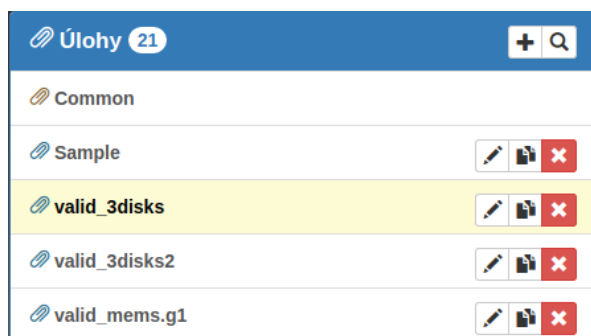 Úlohy 21
Common
Sample
valid_3disks
valid_3disks2
valid_mems.g1